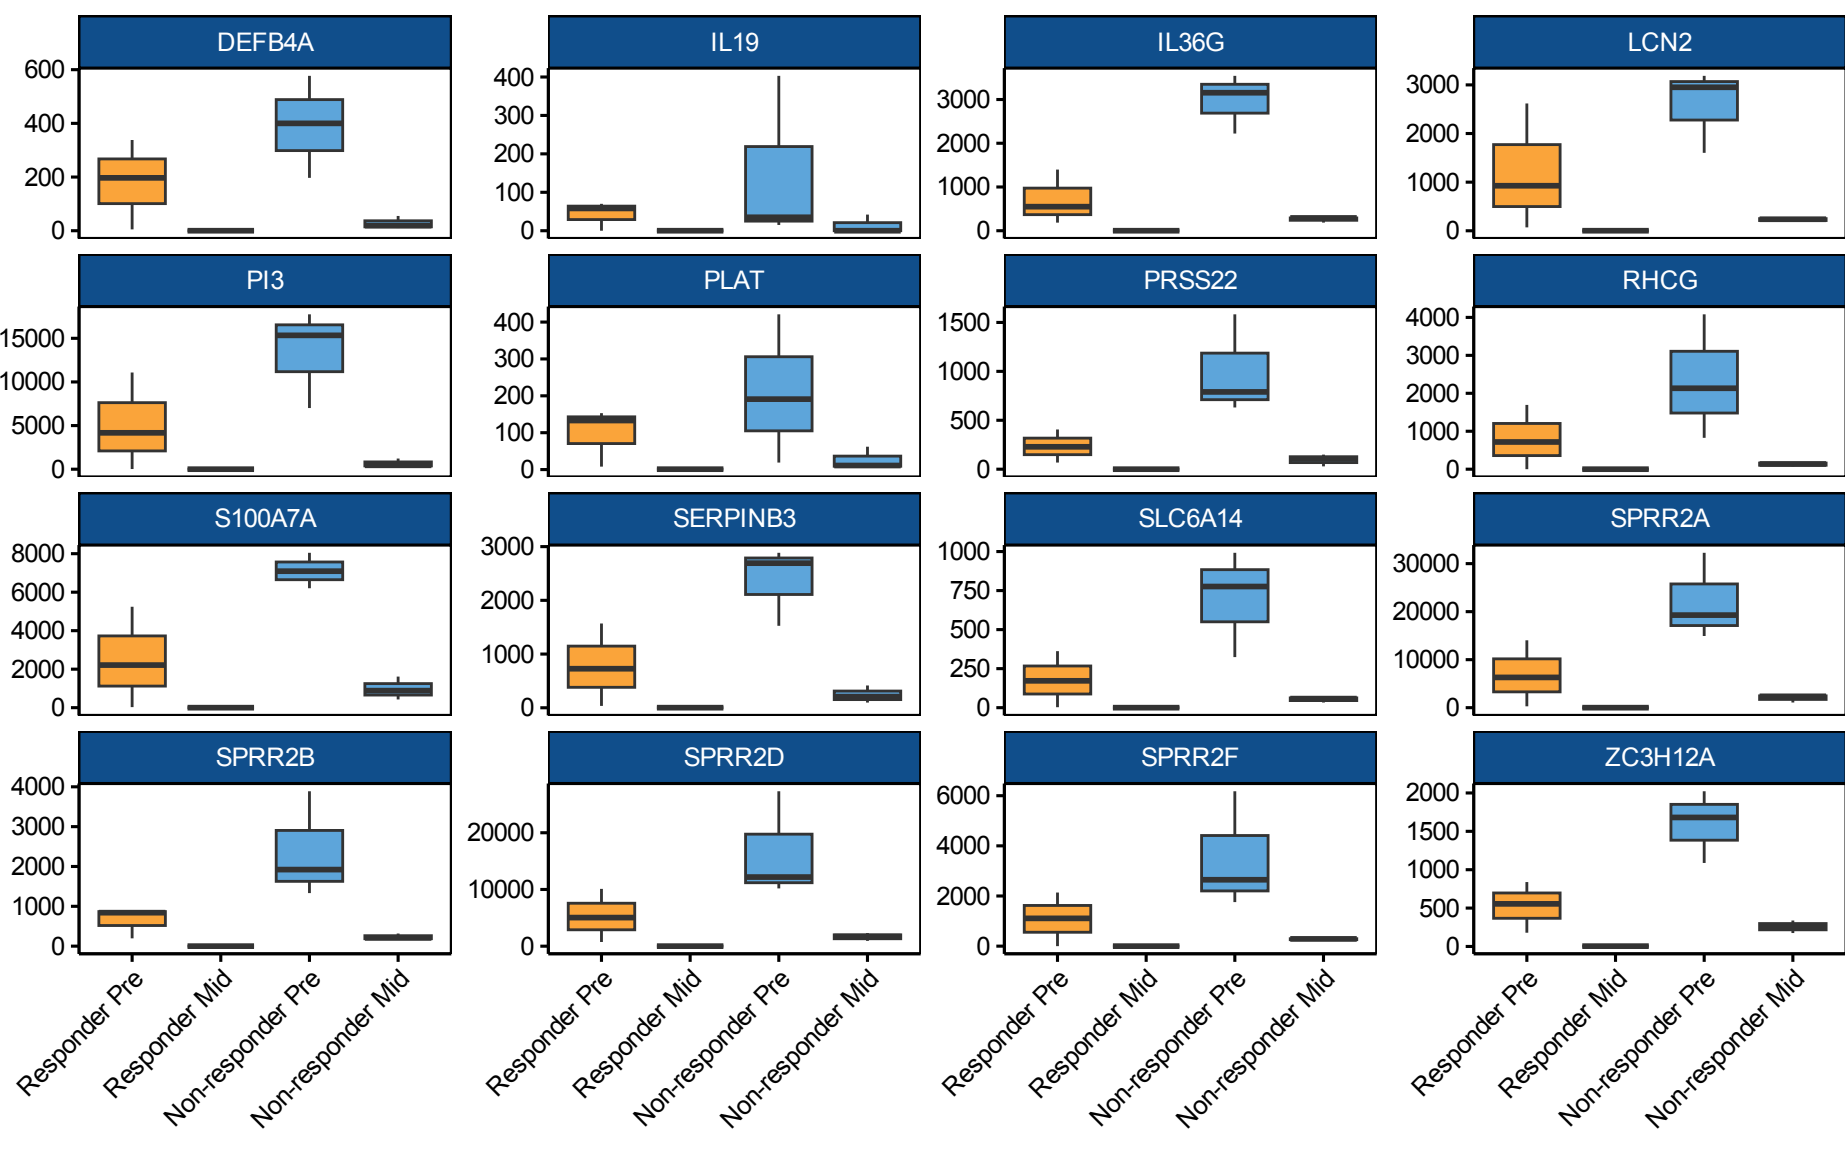 DEFB4A
IL19
IL36G
LCN2
600
400
200
0
400
300
200
100
0
3000
2000
1000
0
3000
2000
1000
0
PI3
PLAT
PRSS22
RHCG
15000
10000
5000
0
400
300
200
100
0
1500
1000
500
0
4000
3000
2000
1000
0
S100A7A
SERPINB3
SLC6A14
SPRR2A
8000
6000
4000
2000
0
3000
2000
1000
0
1000
750
500
250
0
30000
20000
10000
0
SPRR2B
SPRR2D
SPRR2F
ZC3H12A
4000
3000
2000
1000
0
20000
10000
0
6000
4000
2000
0
2000
1500
1000
500
0
Responder Pre
Responder Mid
Non-responder Pre
Non-responder Mid
Responder Pre
Responder Mid
Non-responder Pre
Non-responder Mid
Responder Pre
Responder Mid
Non-responder Pre
Non-responder Mid
Responder Pre
Responder Mid
Non-responder Pre
Non-responder Mid